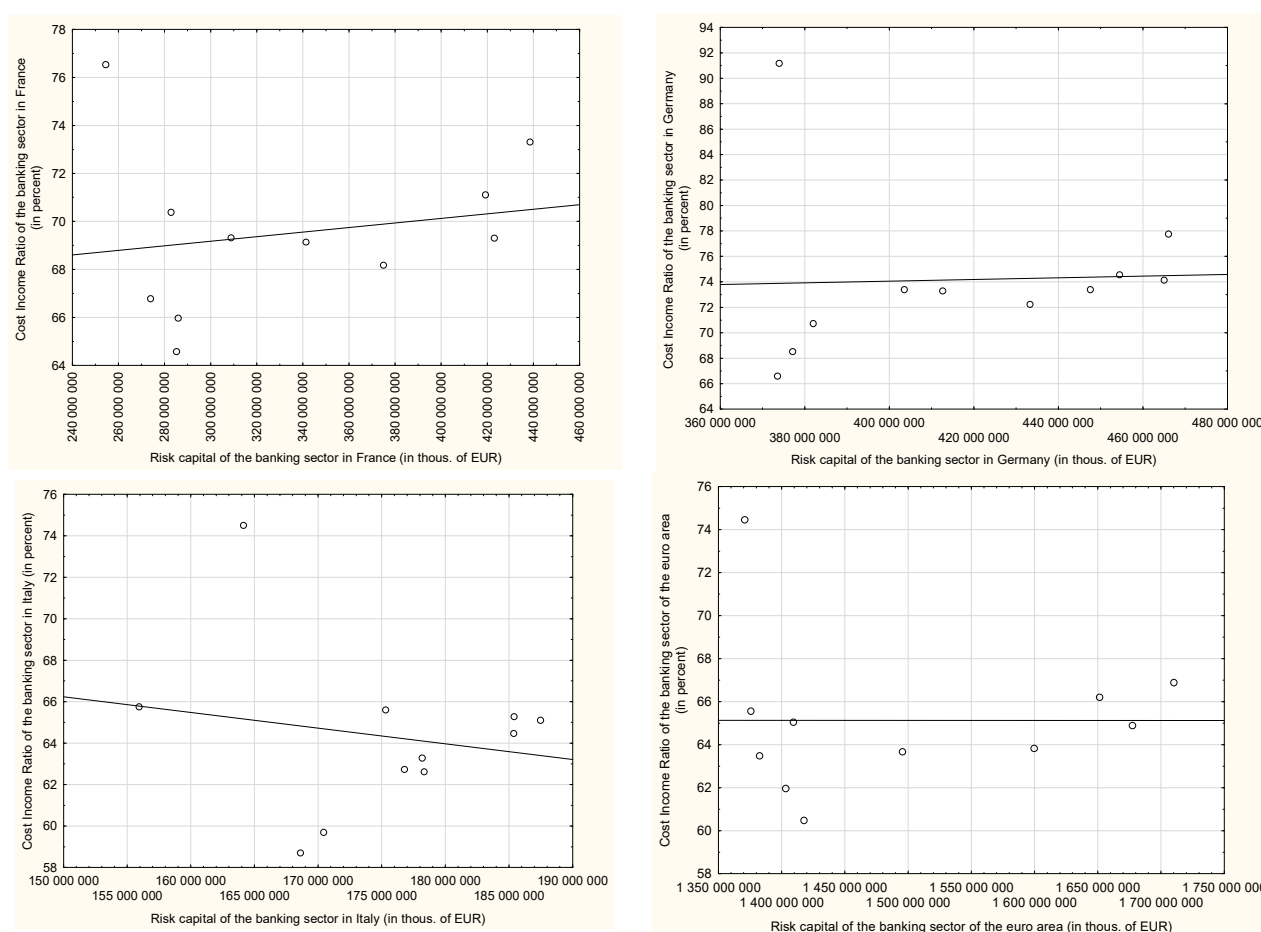 78
76
74
72
70
68
66
64
Cost Income Ratio of the banking sector in France
(in percent)
240 000 000
260 000 000
280 000 000
300 000 000
320 000 000
340 000 000
360 000 000
380 000 000
400 000 000
420 000 000
440 000 000
460 000 000
Risk capital of the banking sector in France (in thous. of EUR)
94
92
90
88
86
84
82
80
78
76
74
72
70
68
66
64
Cost Income Ratio of the banking sector in Germany
(in percent)
360 000 000 400 000 000 440 000 000 480 000 000
380 000 000 420 000 000 460 000 000
Risk capital of the banking sector in Germany (in thous. of EUR)
76
74
72
70
68
66
64
62
60
58
Cost Income Ratio of the banking sector in Italy (in percent)
150 000 000 160 000 000 170 000 000 180 000 000 190 000 000
155 000 000 165 000 000 175 000 000 185 000 000
Risk capital of the banking sector in Italy (in thous. of EUR)
76
74
72
70
68
66
64
62
60
58
Cost Income Ratio of the banking sector of the euro area
(in percent)
1 350 000 000 1 450 000 000 1 550 000 000 1 650 000 000 1 750 000 00
1 400 000 000 1 500 000 000 1 600 000 000 1 700 000 000
Risk capital of the banking sector of the euro area (in thous. of EUR)